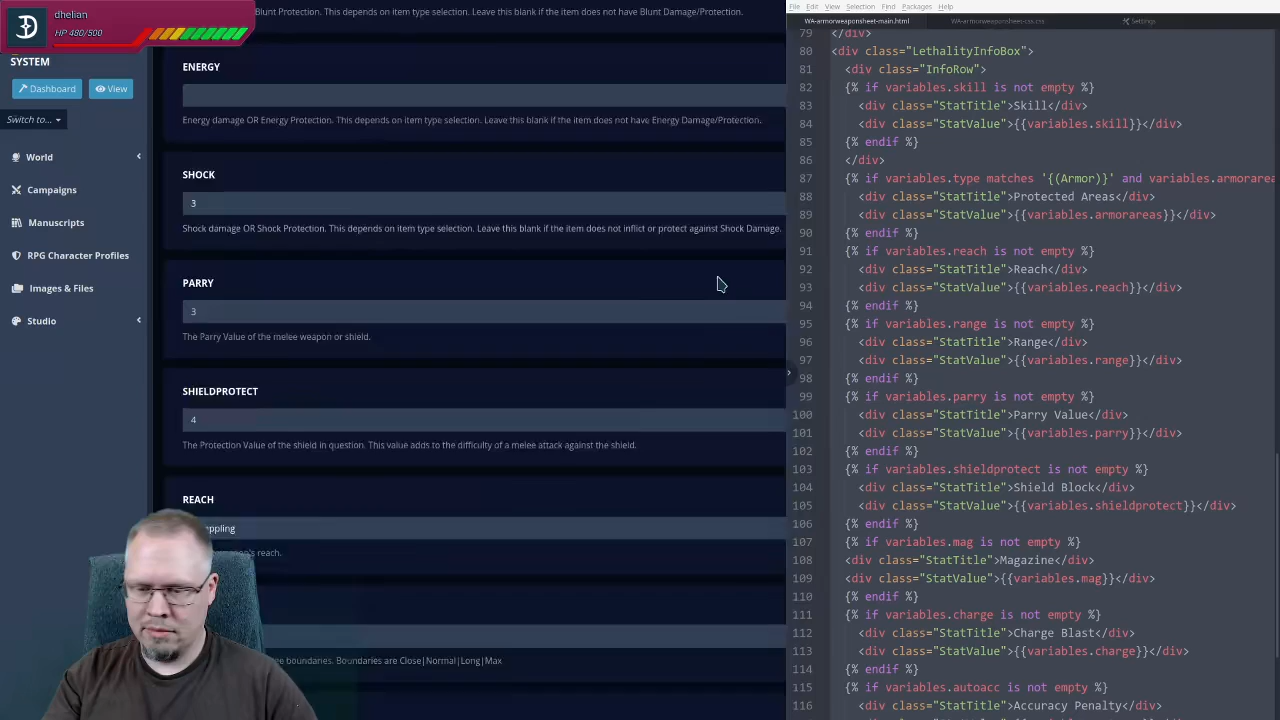 dhelian
HP 480/500
SYSTEM
Dashboard
View
Switch to...
World
Campaigns
Manuscripts
RPG Character Profiles
Images & Files
Studio
Blunt Protection. This depends on item type selection. Leave this blank if the item does not have Blunt Damage/Protection.
ENERGY
Energy damage OR Energy Protection. This depends on item type selection. Leave this blank if the item does not have Energy Damage/Protection.
SHOCK
3
Shock damage OR Shock Protection. This depends on item type selection. Leave this blank if the item does not inflict or protect against Shock Damage.
PARRY
3
The Parry Value of the melee weapon or shield.
SHIELDPROTECT
4
The Protection Value of the shield in question. This value adds to the difficulty of a melee attack against the shield.
REACH
ppling
reach.
boundaries. Boundaries are Close|Normal|Long|Max
File Edit View Selection Find Packages Help
WA-armorweaponsheet-main.html
WA-armorweaponsheet-css.css
Settings
79 </div>
80 <div class="LethalityInfoBox">
81 <div class="InfoRow">
82 {% if variables.skill is not empty %}
83 <div class="StatTitle">Skill</div>
84 <div class="StatValue">{{variables.skill}}</div>
85 {% endif %}
86 </div>
87 {% if variables.type matches '{(Armor)}' and variables.armorarea
88 <div class="StatTitle">Protected Areas</div>
89 <div class="StatValue">{{variables.armorareas}}</div>
90 {% endif %}
91 {% if variables.reach is not empty %}
92 <div class="StatTitle">Reach</div>
93 <div class="StatValue">{{variables.reach}}</div>
94 {% endif %}
95 {% if variables.range is not empty %}
96 <div class="StatTitle">Range</div>
97 <div class="StatValue">{{variables.range}}</div>
98 {% endif %}
99 {% if variables.parry is not empty %}
100 <div class="StatTitle">Parry Value</div>
101 <div class="StatValue">{{variables.parry}}</div>
102 {% endif %}
103 {% if variables.shieldprotect is not empty %}
104 <div class="StatTitle">Shield Block</div>
105 <div class="StatValue">{{variables.shieldprotect}}</div>
106 {% endif %}
107 {% if variables.mag is not empty %}
108 <div class="StatTitle">Magazine</div>
109 <div class="StatValue">{{variables.mag}}</div>
110 {% endif %}
111 {% if variables.charge is not empty %}
112 <div class="StatTitle">Charge Blast</div>
113 <div class="StatValue">{{variables.charge}}</div>
114 {% endif %}
115 {% if variables.autoacc is not empty %}
116 <div class="StatTitle">Accuracy Penalty</div>